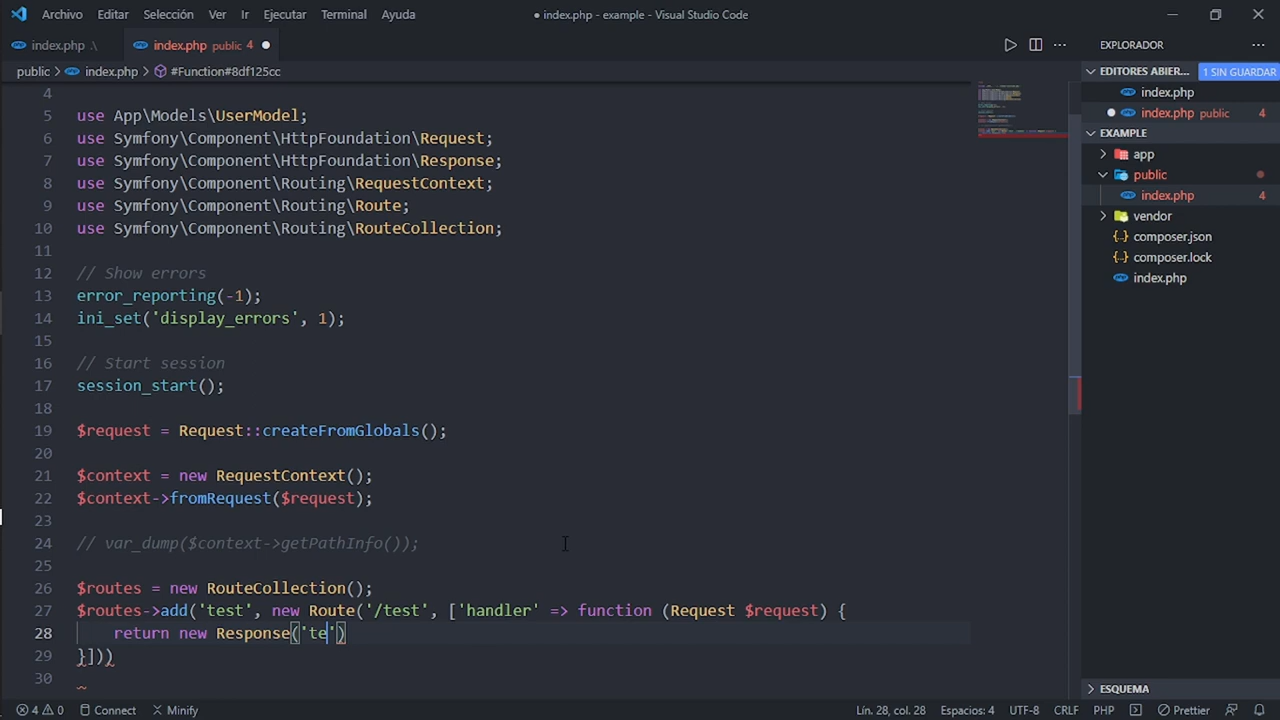 Archivo Editar Selección Ver Ir Ejecutar Terminal Ayuda ● index.php - example - Visual Studio Code
index.php .\ index.php public 4 ●
public > index.php > #Function#8df125cc
4
5 use App\Models\UserModel;
6 use Symfony\Component\HttpFoundation\Request;
7 use Symfony\Component\HttpFoundation\Response;
8 use Symfony\Component\Routing\RequestContext;
9 use Symfony\Component\Routing\Route;
10 use Symfony\Component\Routing\RouteCollection;
11
12 // Show errors
13 error_reporting(-1);
14 ini_set('display_errors', 1);
15
16 // Start session
17 session_start();
18
19 $request = Request::createFromGlobals();
20
21 $context = new RequestContext();
22 $context->fromRequest($request);
23
24 // var_dump($context->getPathInfo());
25
26 $routes = new RouteCollection();
27 $routes->add('test', new Route('/test', ['handler' => function (Request $request) {
28     return new Response('te')
29 }]))
30
EXPLORADOR
EDITORES ABIER... 1 SIN GUARDAR
index.php
● index.php public 4
EXAMPLE
app
public
index.php 4
vendor
composer.json
composer.lock
index.php
ESQUEMA
4 0 Connect Minify Lín. 28, col. 28 Espacios: 4 UTF-8 CRLF PHP Prettier